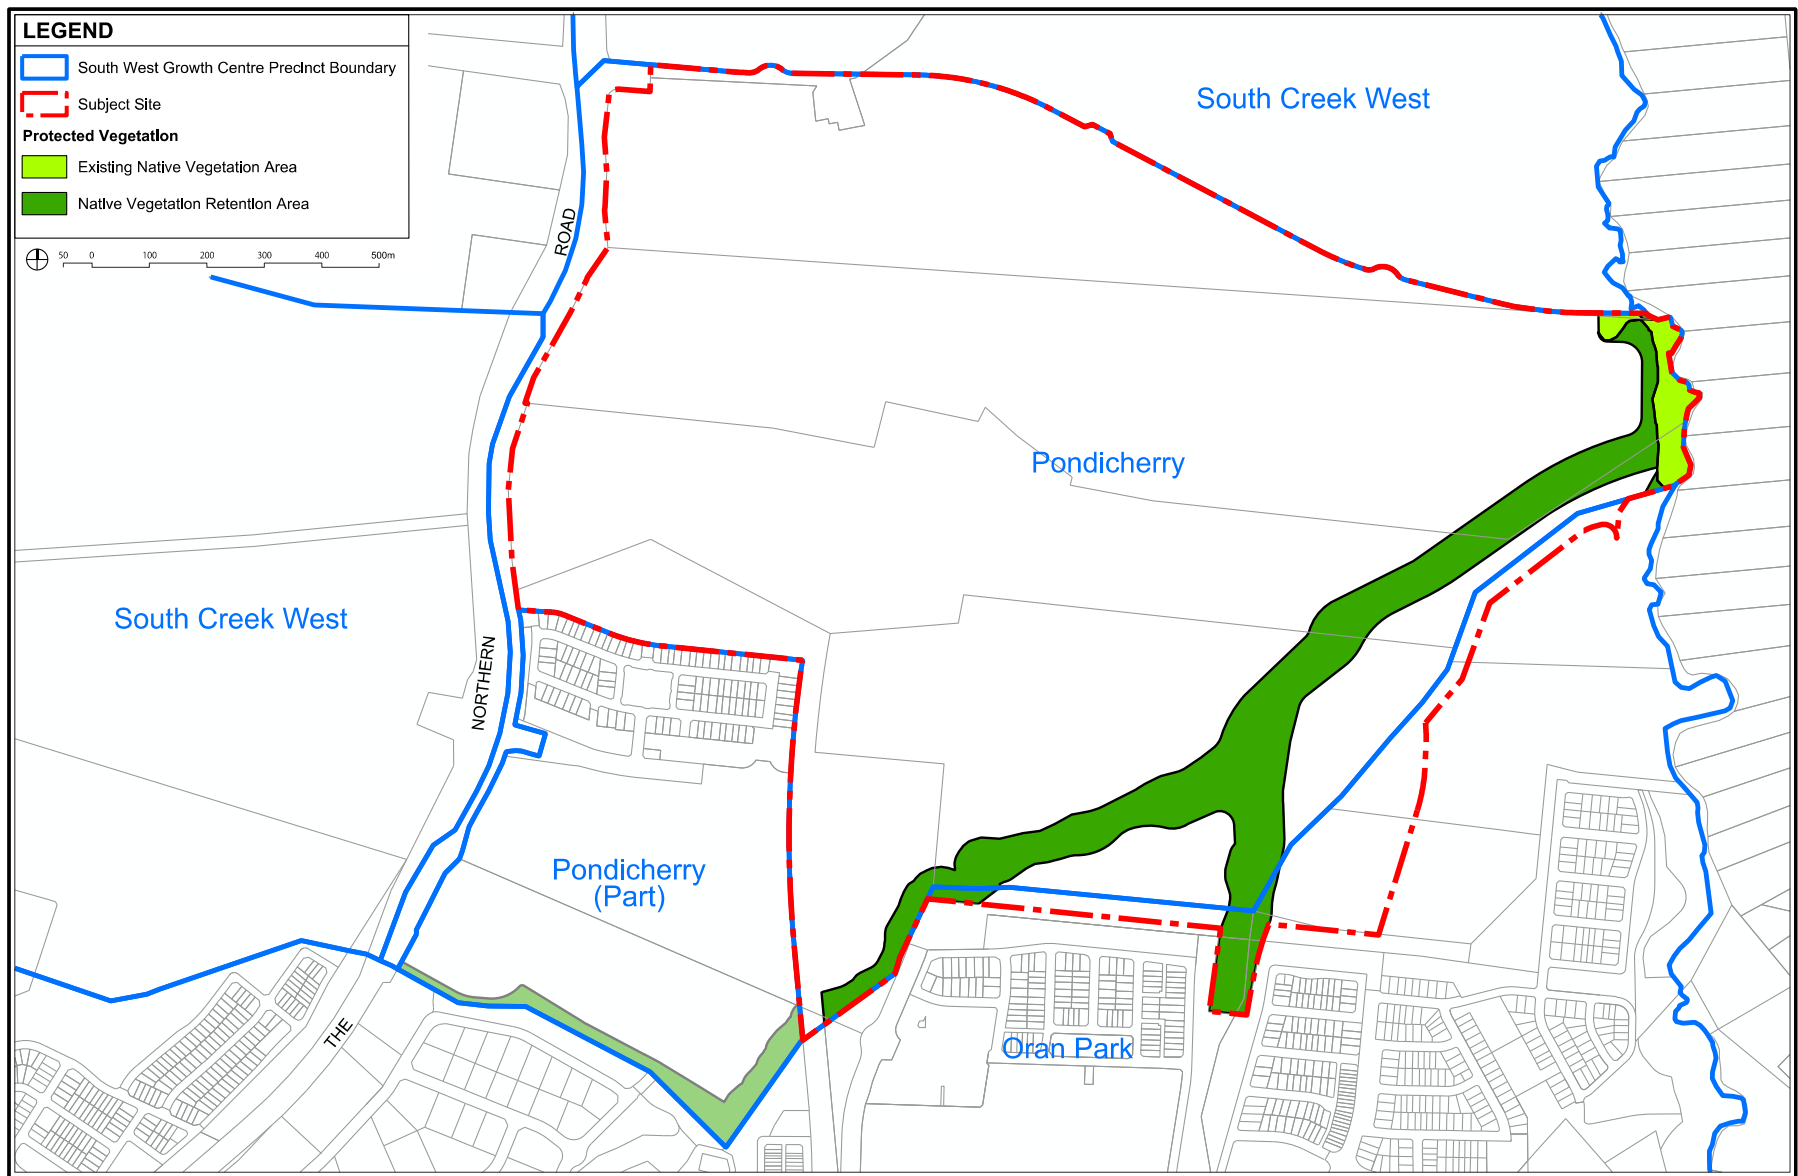 LEGEND
South West Growth Centre Precinct Boundary
Subject Site
Protected Vegetation
Existing Native Vegetation Area
Native Vegetation Retention Area
50 0 100 200 300 400 500m
South Creek West
ROAD
Pondicherry
South Creek West
NORTHERN
Pondicherry
(Part)
THE
Oran Park